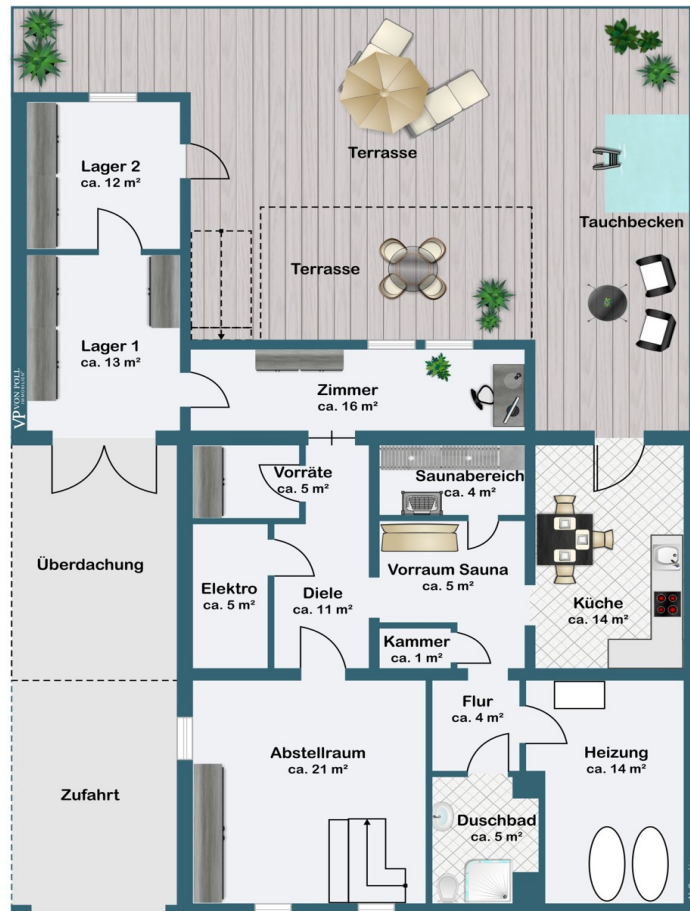 Terrasse
Lager 2
ca. 12 m²
Tauchbecken
Terrasse
Lager 1
ca. 13 m²
VP VON POLL
IMMOBILIEN
Zimmer
ca. 16 m²
Vorräte
ca. 5 m²
Saunabereich
ca. 4 m²
Überdachung
Elektro
ca. 5 m²
Diele
ca. 11 m²
Vorraum Sauna
ca. 5 m²
Küche
ca. 14 m²
Kammer
ca. 1 m²
Flur
ca. 4 m²
Abstellraum
ca. 21 m²
Heizung
ca. 14 m²
Zufahrt
Duschbad
ca. 5 m²